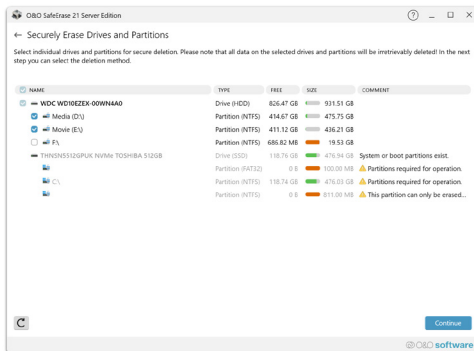 O&O SafeErase 21 Server Edition
← Securely Erase Drives and Partitions
Select individual drives and partitions for secure deletion. Please note that all data on the selected drives and partitions will be irretrievably deleted! In the next
step you can select the deletion method.
NAME TYPE FREE SIZE COMMENT
WDC WD10EZEX-00WN4A0 Drive (HDD) 826.47 GB 931.51 GB
Media (D:\) Partition (NTFS) 414.67 GB 475.75 GB
Movie (E:\) Partition (NTFS) 411.12 GB 436.21 GB
F:\ Partition (NTFS) 686.82 MB 19.53 GB
THNSN5512GPUK NVMe TOSHIBA 512GB Drive (SSD) 118.76 GB 476.94 GB System or boot partitions exist.
Partition (FAT32) 0 B 100.00 MB Partitions required for operation.
C:\ Partition (NTFS) 118.74 GB 476.03 GB Partitions required for operation.
Partition (NTFS) 0 B 811.00 MB This partition can only be erased...
Continue
O&O software